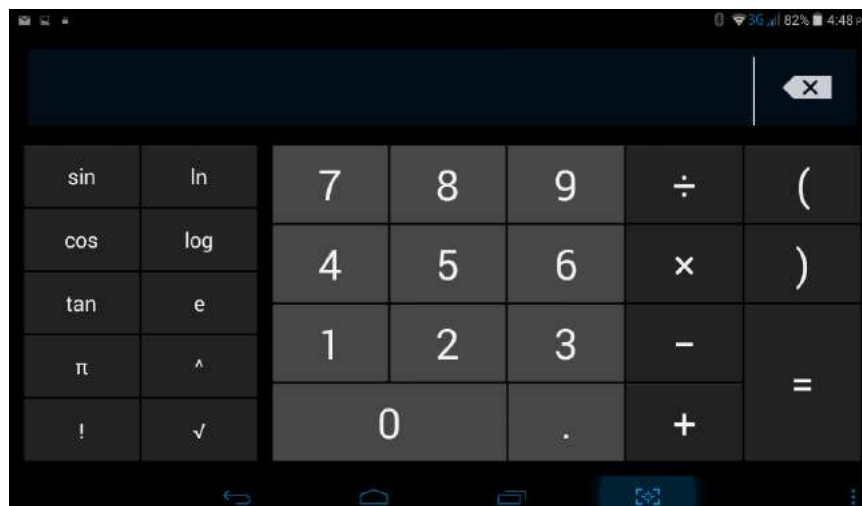 3G 82% 4:48 P
sin ln 7 8 9 ÷ (
cos log 4 5 6 × )
tan e 1 2 3 −
π ^ =
! √ 0 . +